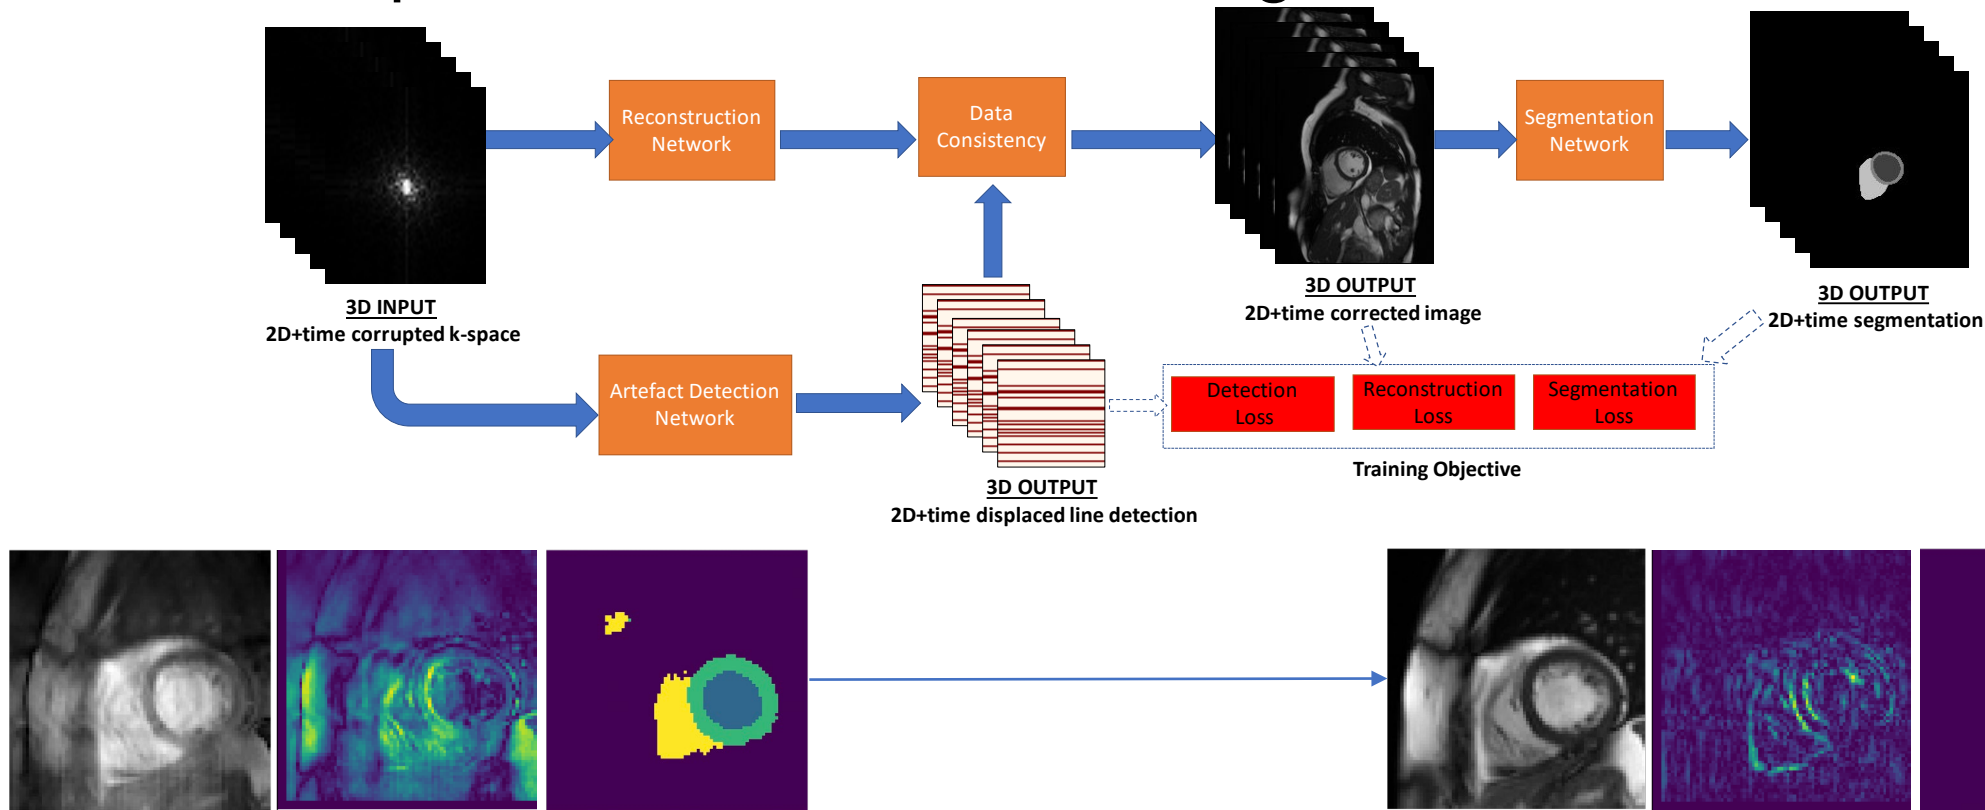 Reconstruction
Network
Data
Consistency
Segmentation
Network
3D INPUT
2D+time corrupted k-space
3D OUTPUT
2D+time corrected image
3D OUTPUT
2D+time segmentation
Artefact Detection
Network
Detection
Loss
Reconstruction
Loss
Segmentation
Loss
Training Objective
3D OUTPUT
2D+time displaced line detection